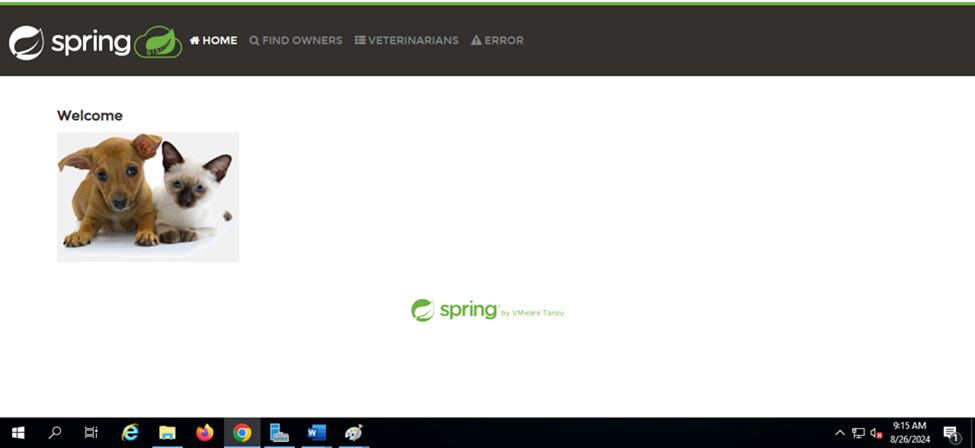 spring HOME FIND OWNERS VETERINARIANS ERROR
Welcome
spring by VMware Tanzu
9:15 AM
8/26/2024